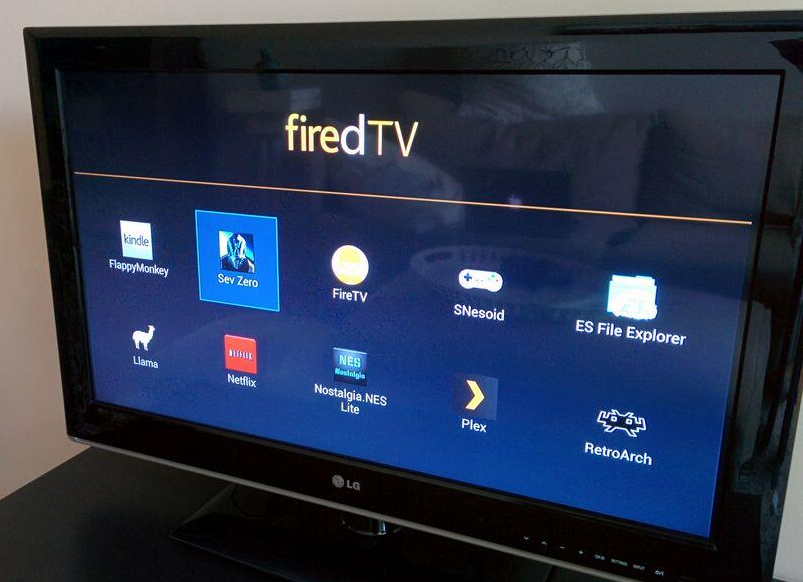 firedTV
kindle
FlappyMonkey
Sev Zero
FireTV
SNesoid
ES File Explorer
Llama
NETFLIX
Netflix
NES
Nostalgia
Nostalgia.NES
Lite
Plex
RetroArch
LG
INPUT